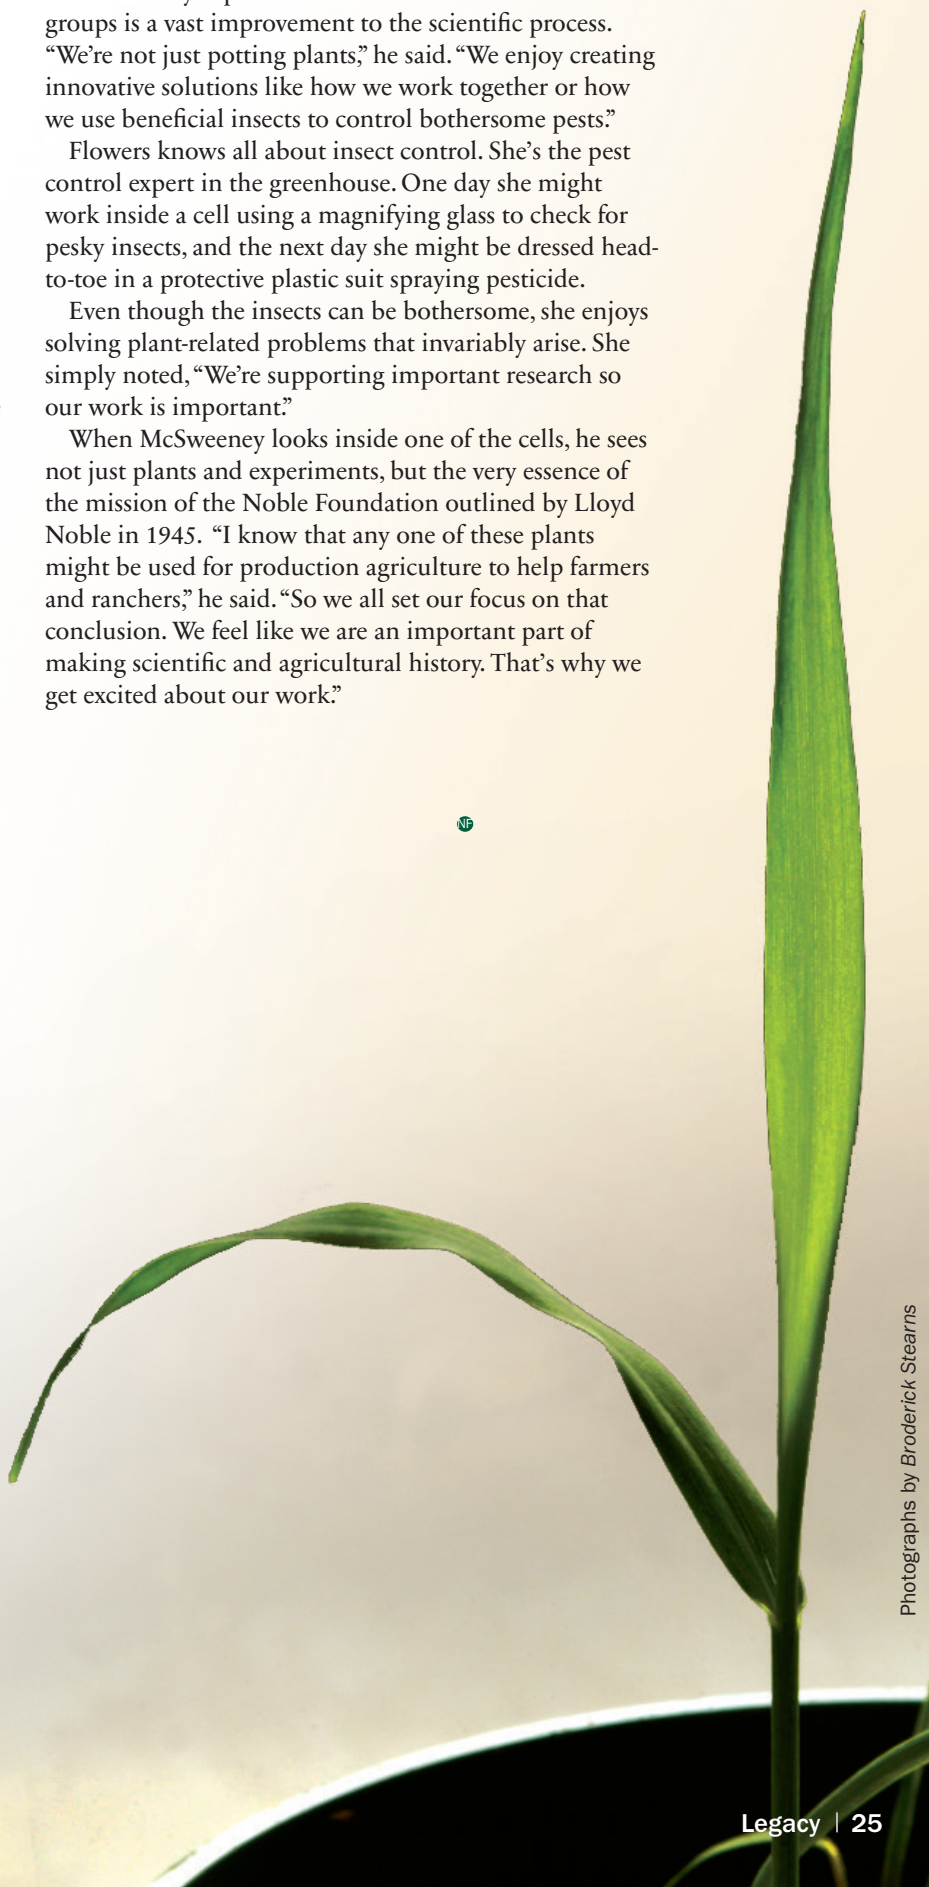 groups is a vast improvement to the scientific process.
“We’re not just potting plants,” he said. “We enjoy creating
innovative solutions like how we work together or how
we use beneficial insects to control bothersome pests.”
Flowers knows all about insect control. She’s the pest
control expert in the greenhouse. One day she might
work inside a cell using a magnifying glass to check for
pesky insects, and the next day she might be dressed head-
to-toe in a protective plastic suit spraying pesticide.
Even though the insects can be bothersome, she enjoys
solving plant-related problems that invariably arise. She
simply noted, “We’re supporting important research so
our work is important.”
When McSweeney looks inside one of the cells, he sees
not just plants and experiments, but the very essence of
the mission of the Noble Foundation outlined by Lloyd
Noble in 1945. “I know that any one of these plants
might be used for production agriculture to help farmers
and ranchers,” he said. “So we all set our focus on that
conclusion. We feel like we are an important part of
making scientific and agricultural history. That’s why we
get excited about our work.”
NF
Photographs by Broderick Stearns
Legacy | 25